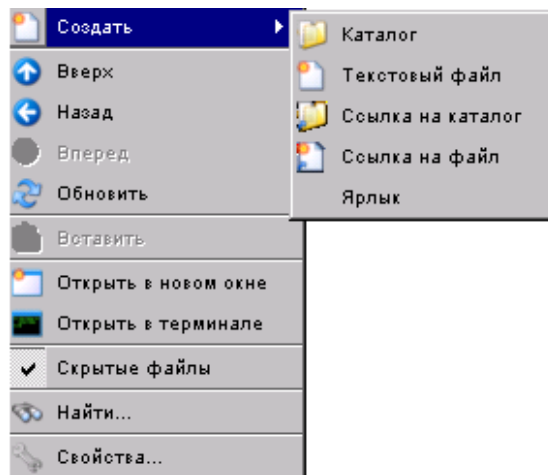 Создать
Вверх
Назад
Вперед
Обновить
Вставить
Открыть в новом окне
Открыть в терминале
Скрытые файлы
Найти...
Свойства...
Каталог
Текстовый файл
Ссылка на каталог
Ссылка на файл
Ярлык